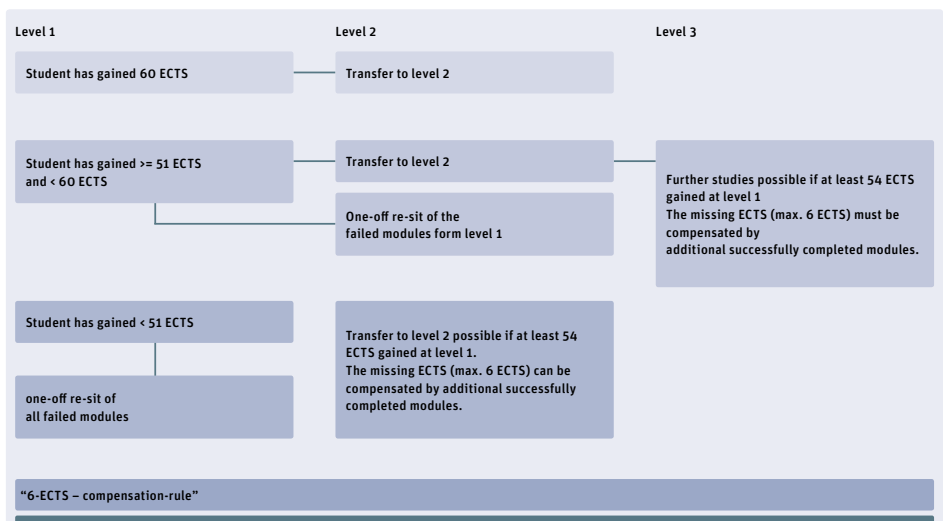 Level 1
Level 2
Level 3
Student has gained 60 ECTS
Transfer to level 2
Student has gained >= 51 ECTS
and < 60 ECTS
Transfer to level 2
One-off re-sit of the
failed modules form level 1
Further studies possible if at least 54 ECTS
gained at level 1
The missing ECTS (max. 6 ECTS) must be
compensated by
additional successfully completed modules.
Student has gained < 51 ECTS
one-off re-sit of
all failed modules
Transfer to level 2 possible if at least 54
ECTS gained at level 1.
The missing ECTS (max. 6 ECTS) can be
compensated by additional successfully
completed modules.
“6-ECTS – compensation-rule”